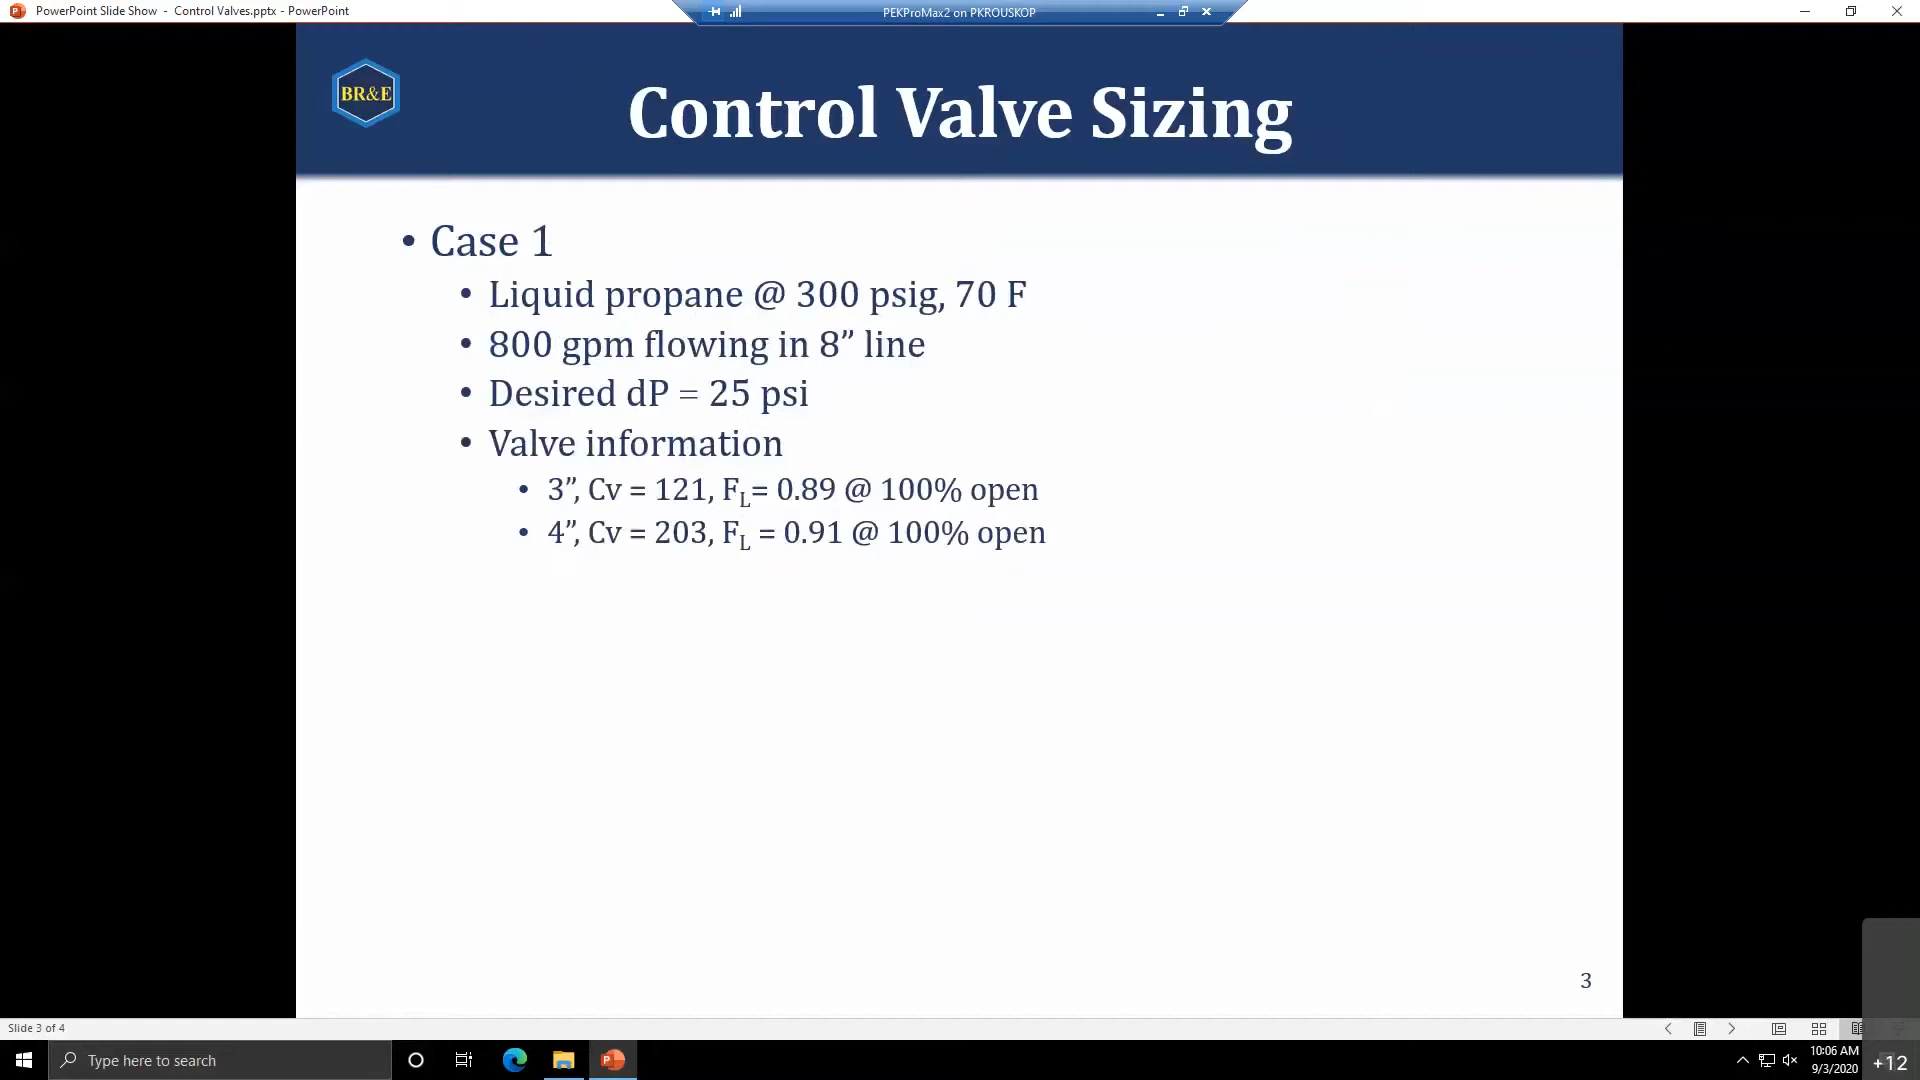 PowerPoint Slide Show - Control Valves.pptx - PowerPoint
PEKProMax2 on PKROUSKOP
BR&E
Control Valve Sizing
• Case 1
• Liquid propane @ 300 psig, 70 F
• 800 gpm flowing in 8” line
• Desired dP = 25 psi
• Valve information
• 3”, Cv = 121, FL= 0.89 @ 100% open
• 4”, Cv = 203, FL = 0.91 @ 100% open
3
Slide 3 of 4
Type here to search
10:06 AM
9/3/2020
+12